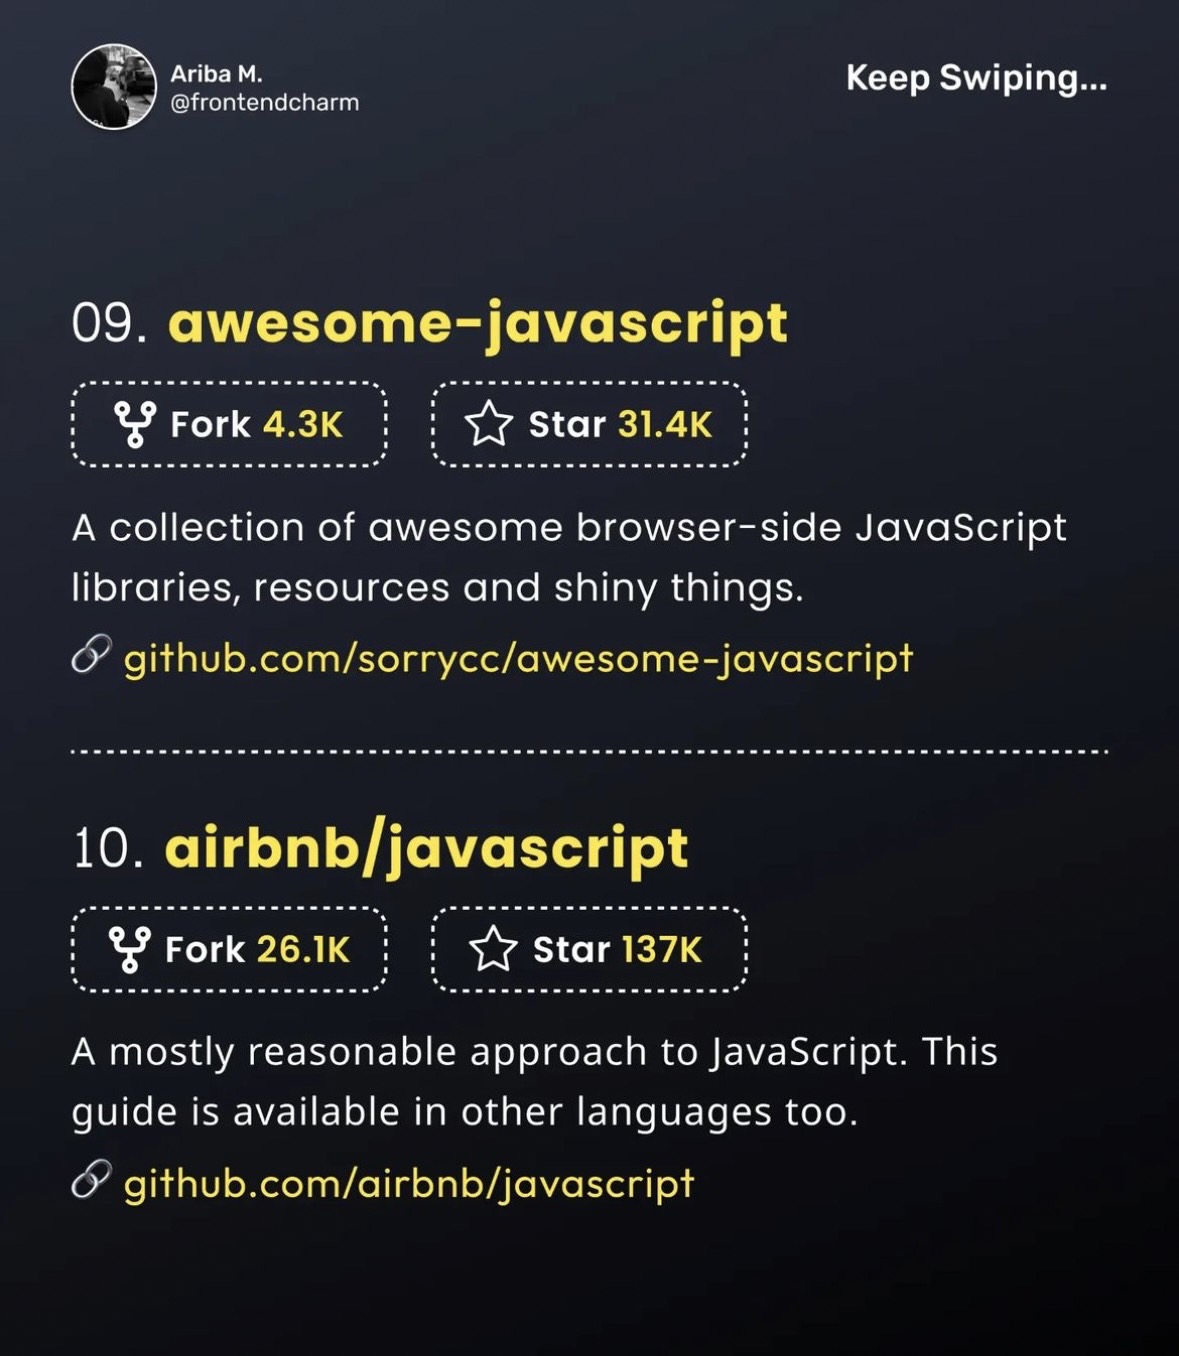 Ariba M.
@frontendcharm
Keep Swiping...
09. awesome-javascript
Fork 4.3K
Star 31.4K
A collection of awesome browser-side JavaScript
libraries, resources and shiny things.
github.com/sorrycc/awesome-javascript
10. airbnb/javascript
Fork 26.1K
Star 137K
A mostly reasonable approach to JavaScript. This
guide is available in other languages too.
github.com/airbnb/javascript